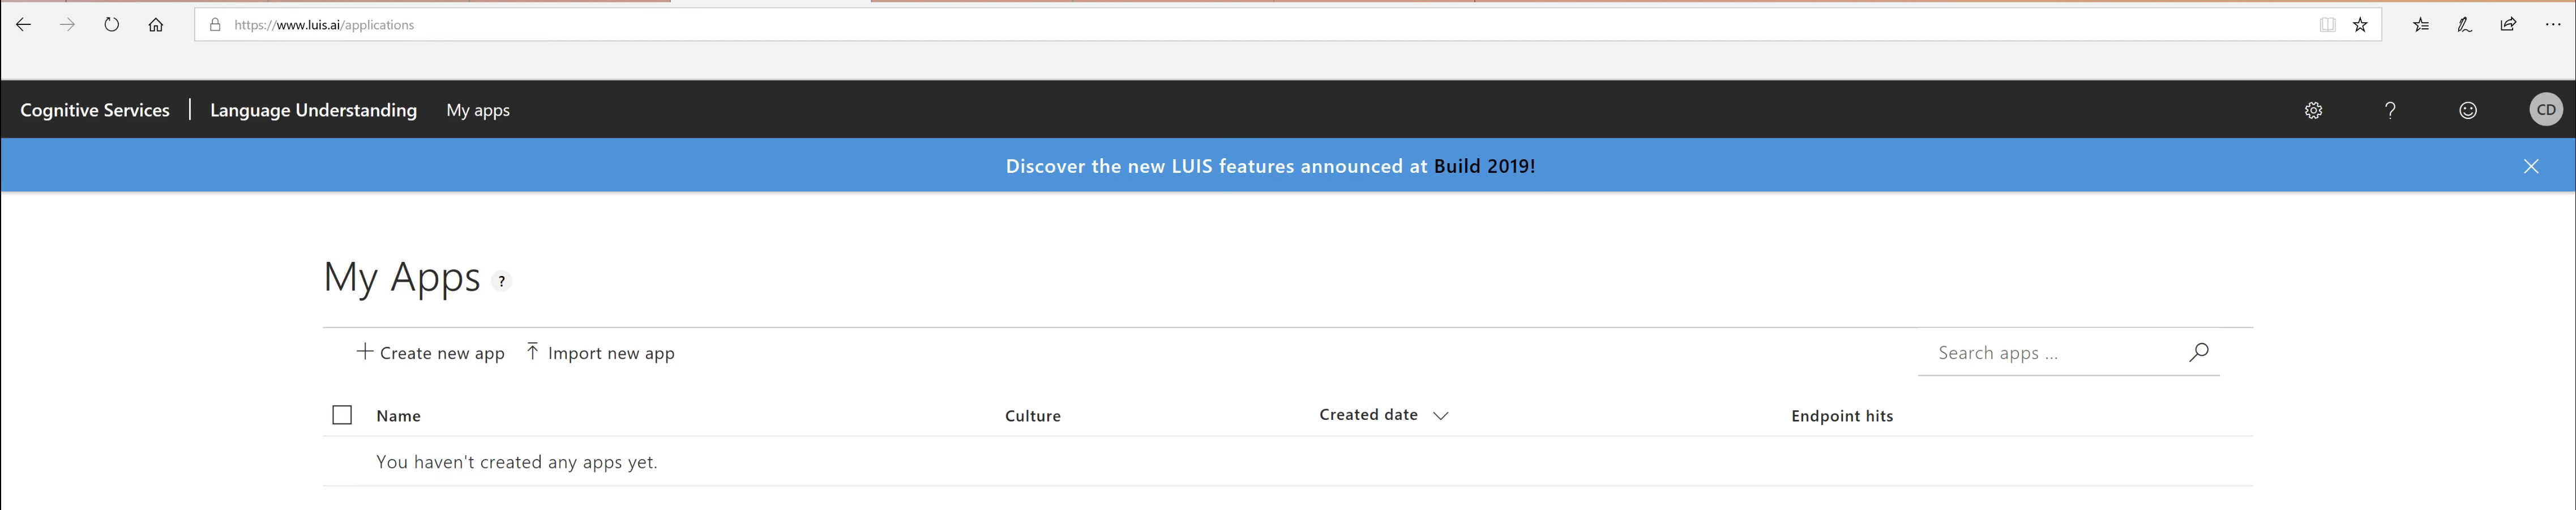 https://www.luis.ai/applications
Cognitive Services | Language Understanding My apps ? CD
Discover the new LUIS features announced at Build 2019!
My Apps ?
Create new app Import new app Search apps ...
Name Culture Created date Endpoint hits
You haven't created any apps yet.